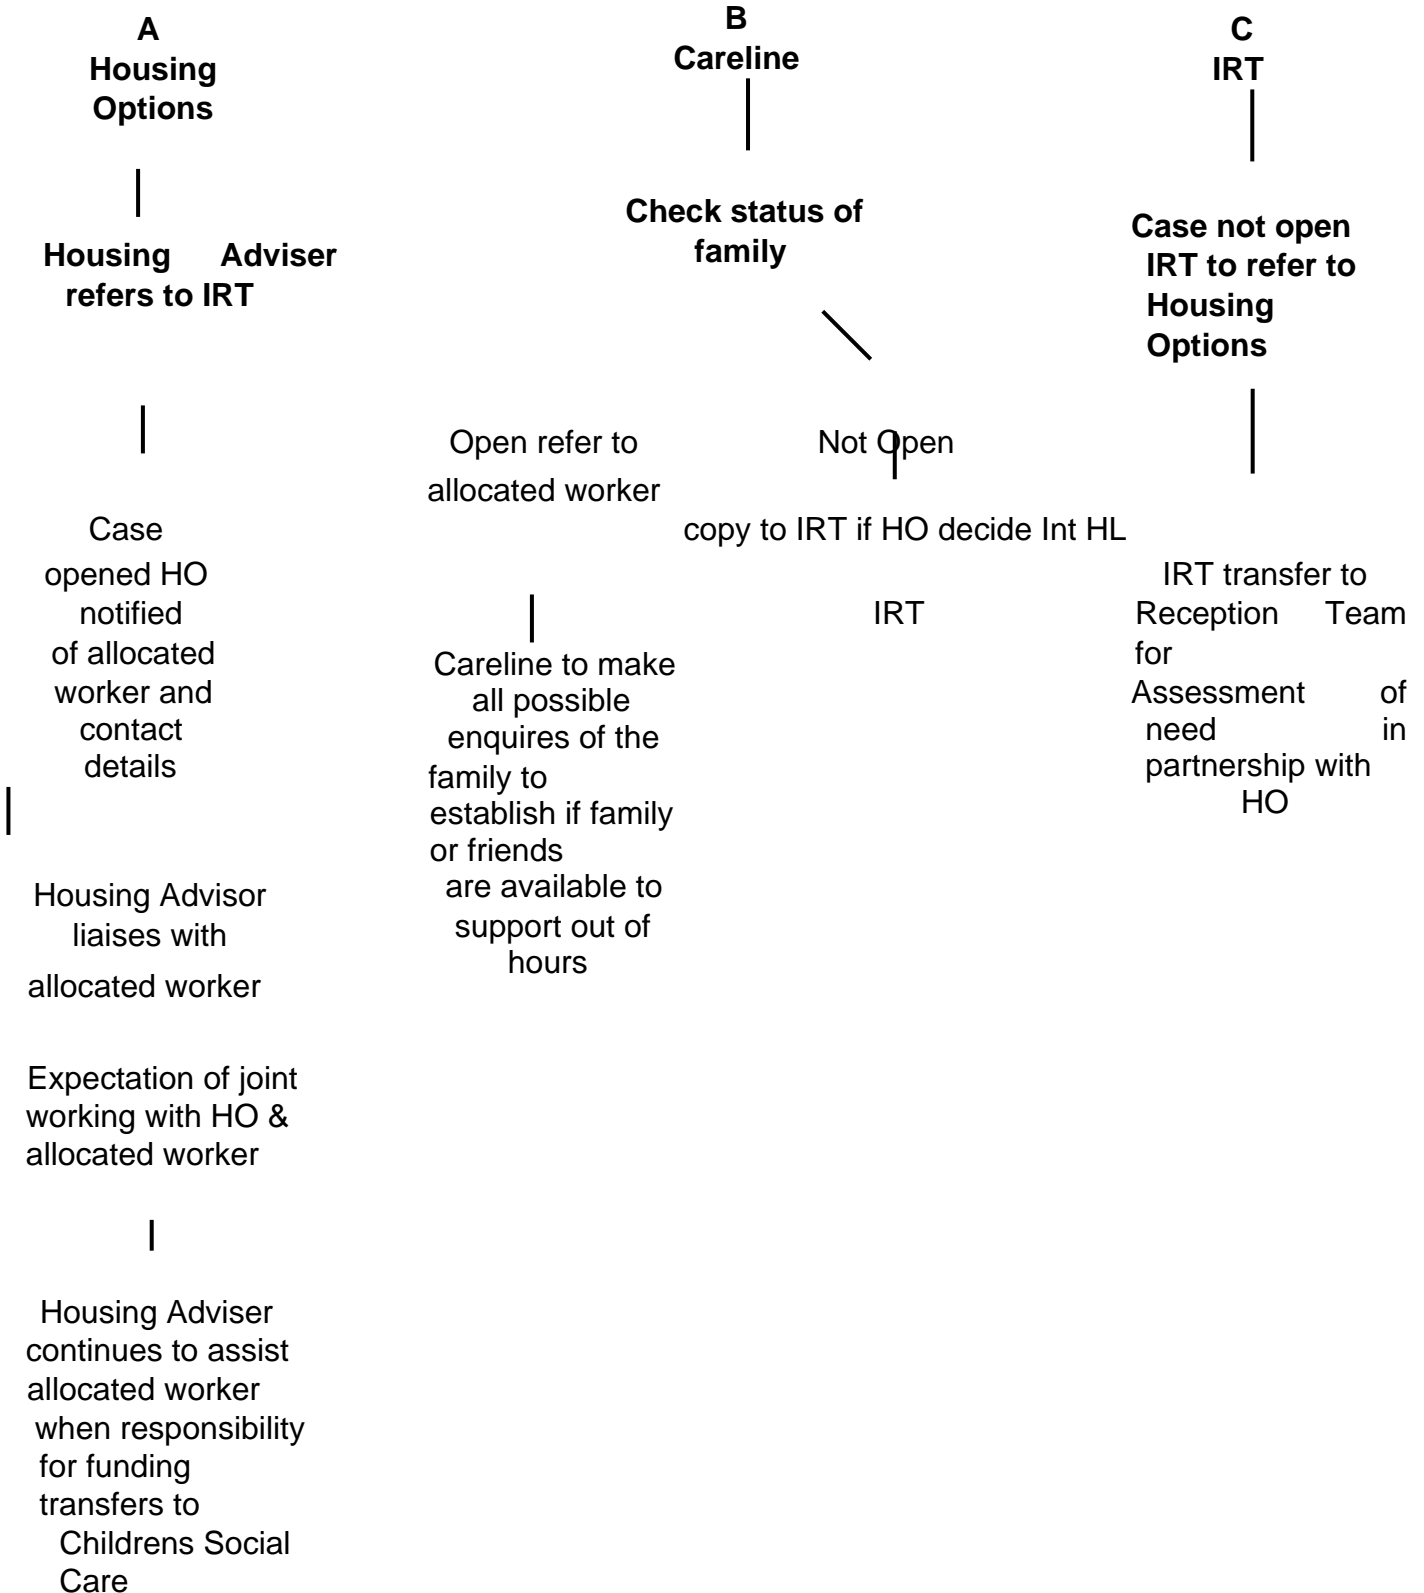 A
Housing
Options
Housing Adviser
refers to IRT
Case
opened HO
notified
of allocated
worker and
contact
details
Housing Advisor
liaises with
allocated worker
Expectation of joint
working with HO &
allocated worker
Housing Adviser
continues to assist
allocated worker
when responsibility
for funding
transfers to
Childrens Social
Care
B
Careline
Check status of
family
Open refer to
allocated worker
Careline to make
all possible
enquires of the
family to
establish if family
or friends
are available to
support out of
hours
Not Open
copy to IRT if HO decide Int HL
IRT
C
IRT
Case not open
IRT to refer to
Housing
Options
IRT transfer to
Reception Team
for
Assessment of
need in
partnership with
HO